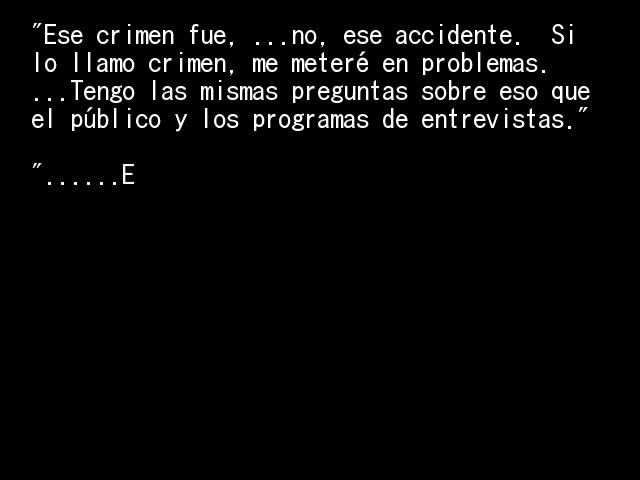 "Ese crimen fue, ...no, ese accidente.  Si
lo llamo crimen, me meteré en problemas.
...Tengo las mismas preguntas sobre eso que
el público y los programas de entrevistas."
"......E